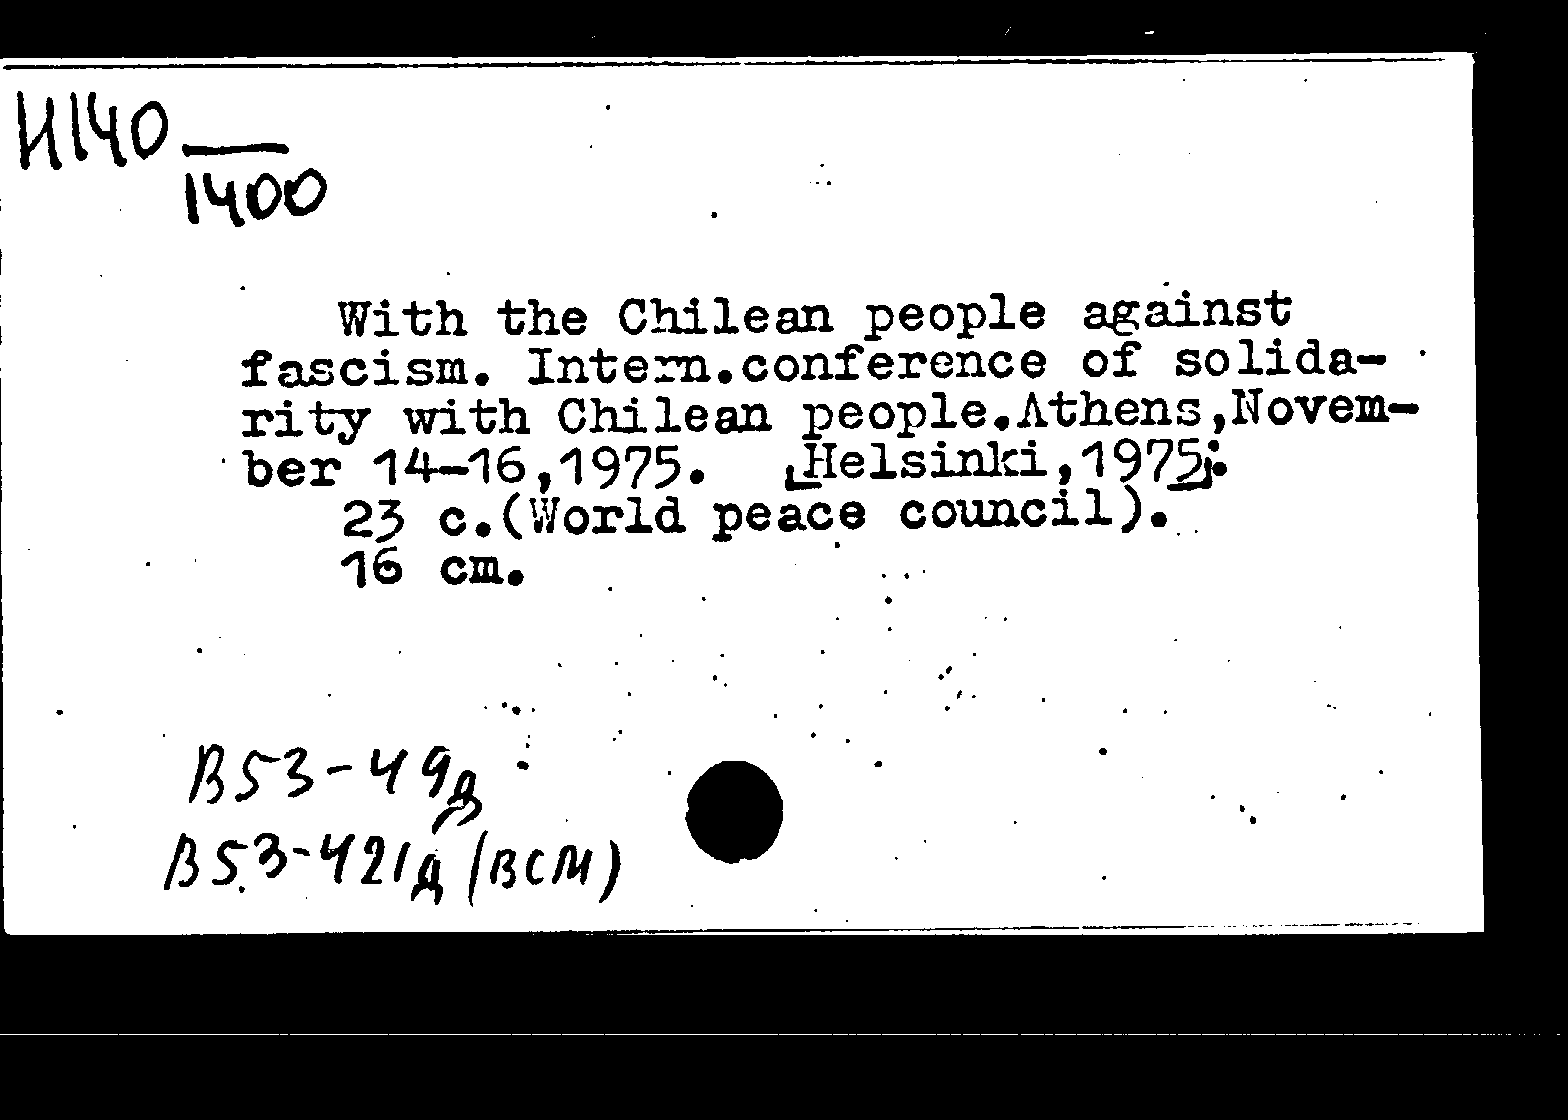 И140
1400
With the Chilean people against
fascism. Intern.conference of solida-
rity with Chilean people.Athens,Novem-
ber 14-16,1975. [Helsinki,1975].
23 c.(World peace council).
16 cm.
В53-49д
В53-421д (ВСМ)